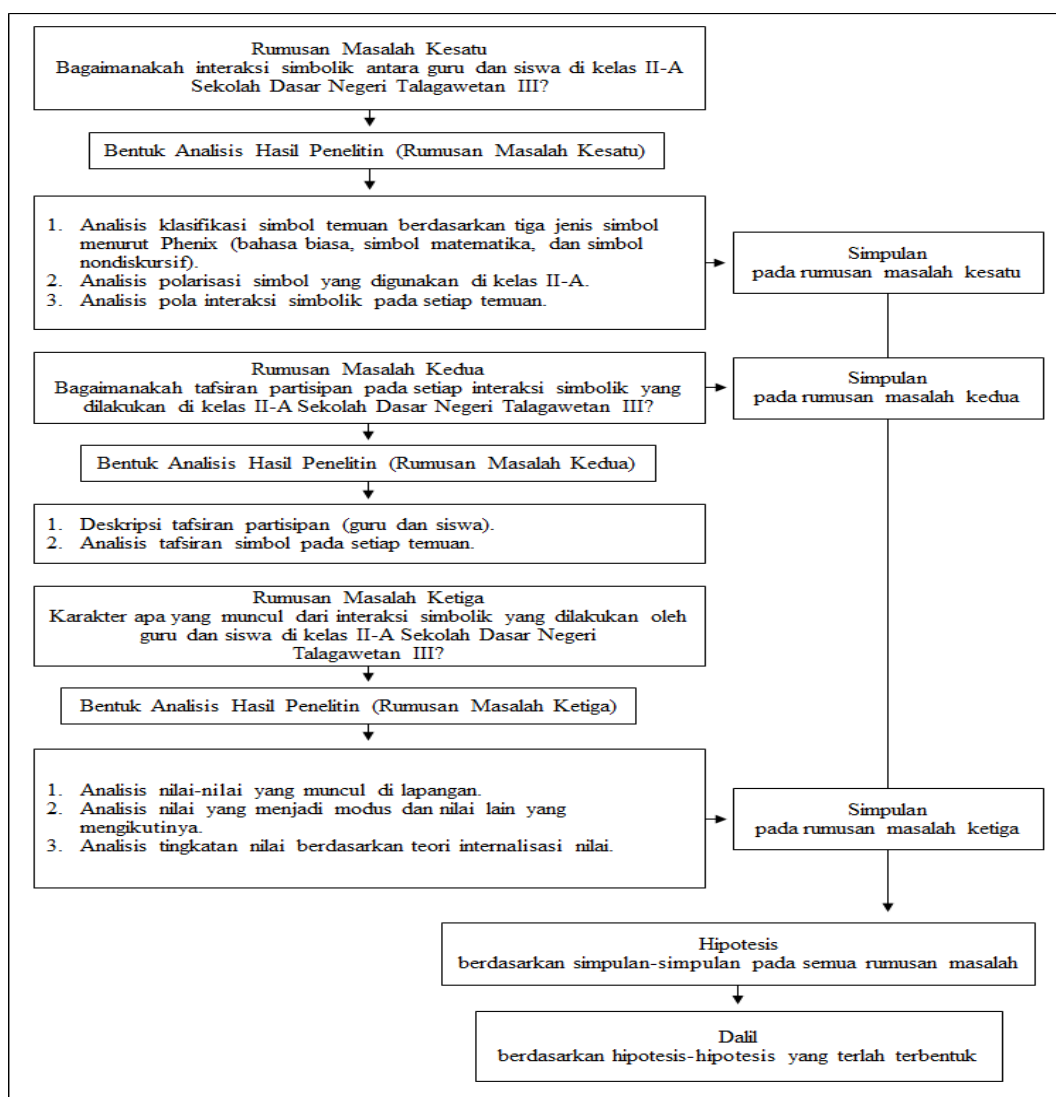 Rumusan Masalah Kesatu
Bagaimanakah interaksi simbolik antara guru dan siswa di kelas II-A
Sekolah Dasar Negeri Talagawetan III?
Bentuk Analisis Hasil Penelitin (Rumusan Masalah Kesatu)
1. Analisis klasifikasi simbol temuan berdasarkan tiga jenis simbol
menurut Phenix (bahasa biasa, simbol matematika, dan simbol
nondiskursif).
2. Analisis polarisasi simbol yang digunakan di kelas II-A.
3. Analisis pola interaksi simbolik pada setiap temuan.
Simpulan
pada rumusan masalah kesatu
Rumusan Masalah Kedua
Bagaimanakah tafsiran partisipan pada setiap interaksi simbolik yang
dilakukan di kelas II-A Sekolah Dasar Negeri Talagawetan III?
Simpulan
pada rumusan masalah kedua
Bentuk Analisis Hasil Penelitin (Rumusan Masalah Kedua)
1. Deskripsi tafsiran partisipan (guru dan siswa).
2. Analisis tafsiran simbol pada setiap temuan.
Rumusan Masalah Ketiga
Karakter apa yang muncul dari interaksi simbolik yang dilakukan oleh
guru dan siswa di kelas II-A Sekolah Dasar Negeri
Talagawetan III?
Bentuk Analisis Hasil Penelitin (Rumusan Masalah Ketiga)
1. Analisis nilai-nilai yang muncul di lapangan.
2. Analisis nilai yang menjadi modus dan nilai lain yang
mengikutinya.
3. Analisis tingkatan nilai berdasarkan teori internalisasi nilai.
Simpulan
pada rumusan masalah ketiga
Hipotesis
berdasarkan simpulan-simpulan pada semua rumusan masalah
Dalil
berdasarkan hipotesis-hipotesis yang terlah terbentuk